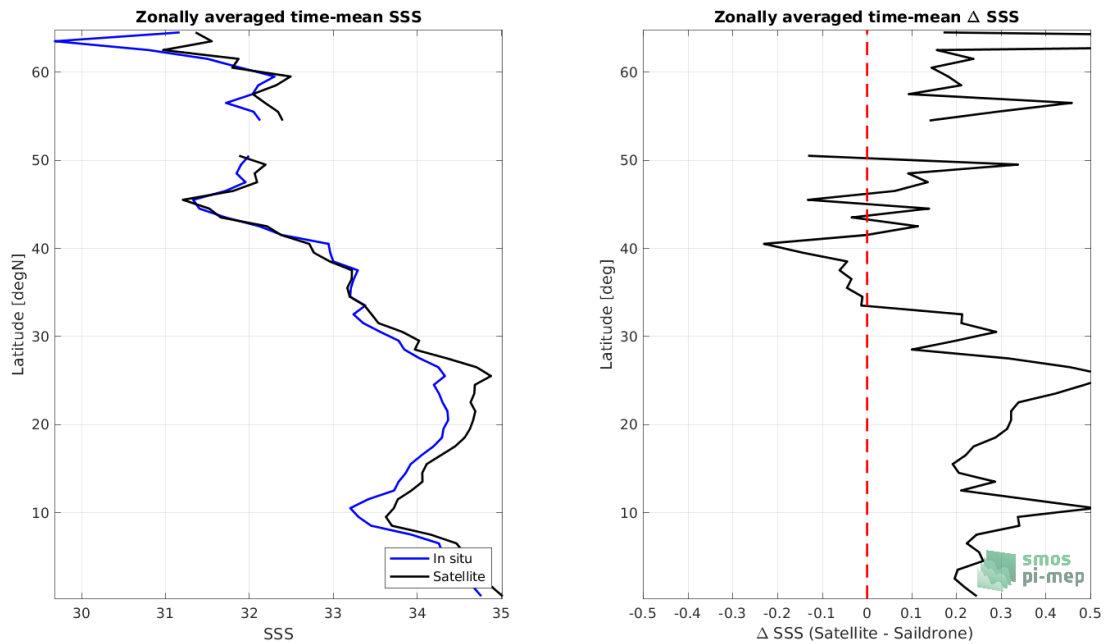 Zonally averaged time-mean SSS
Latitude [degN]
60
50
40
30
20
10
30
31
32
33
34
35
SSS
In situ
Satellite
Zonally averaged time-mean Δ SSS
Latitude [deg]
60
50
40
30
20
10
-0.5
-0.4
-0.3
-0.2
-0.1
0
0.1
0.2
0.3
0.4
0.5
Δ SSS (Satellite - Saildrone)
smos
pi-mep